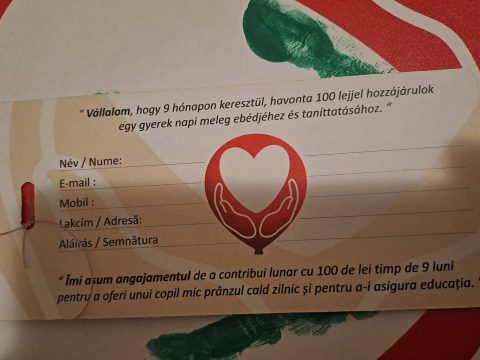 “ Vállalom, hogy 9 hónapon keresztül, havonta 100 lejjel hozzájárulok
egy gyerek napi meleg ebédjéhez és taníttatásához. “
Név / Nume:
E-mail :
Mobil :
Lakcím / Adresă:
Aláírás / Semnătura
“ Îmi asum angajamentul de a contribui lunar cu 100 de lei timp de 9 luni
pentru a oferi unui copil mic prânzul cald zilnic și pentru a-i asigura educația. “